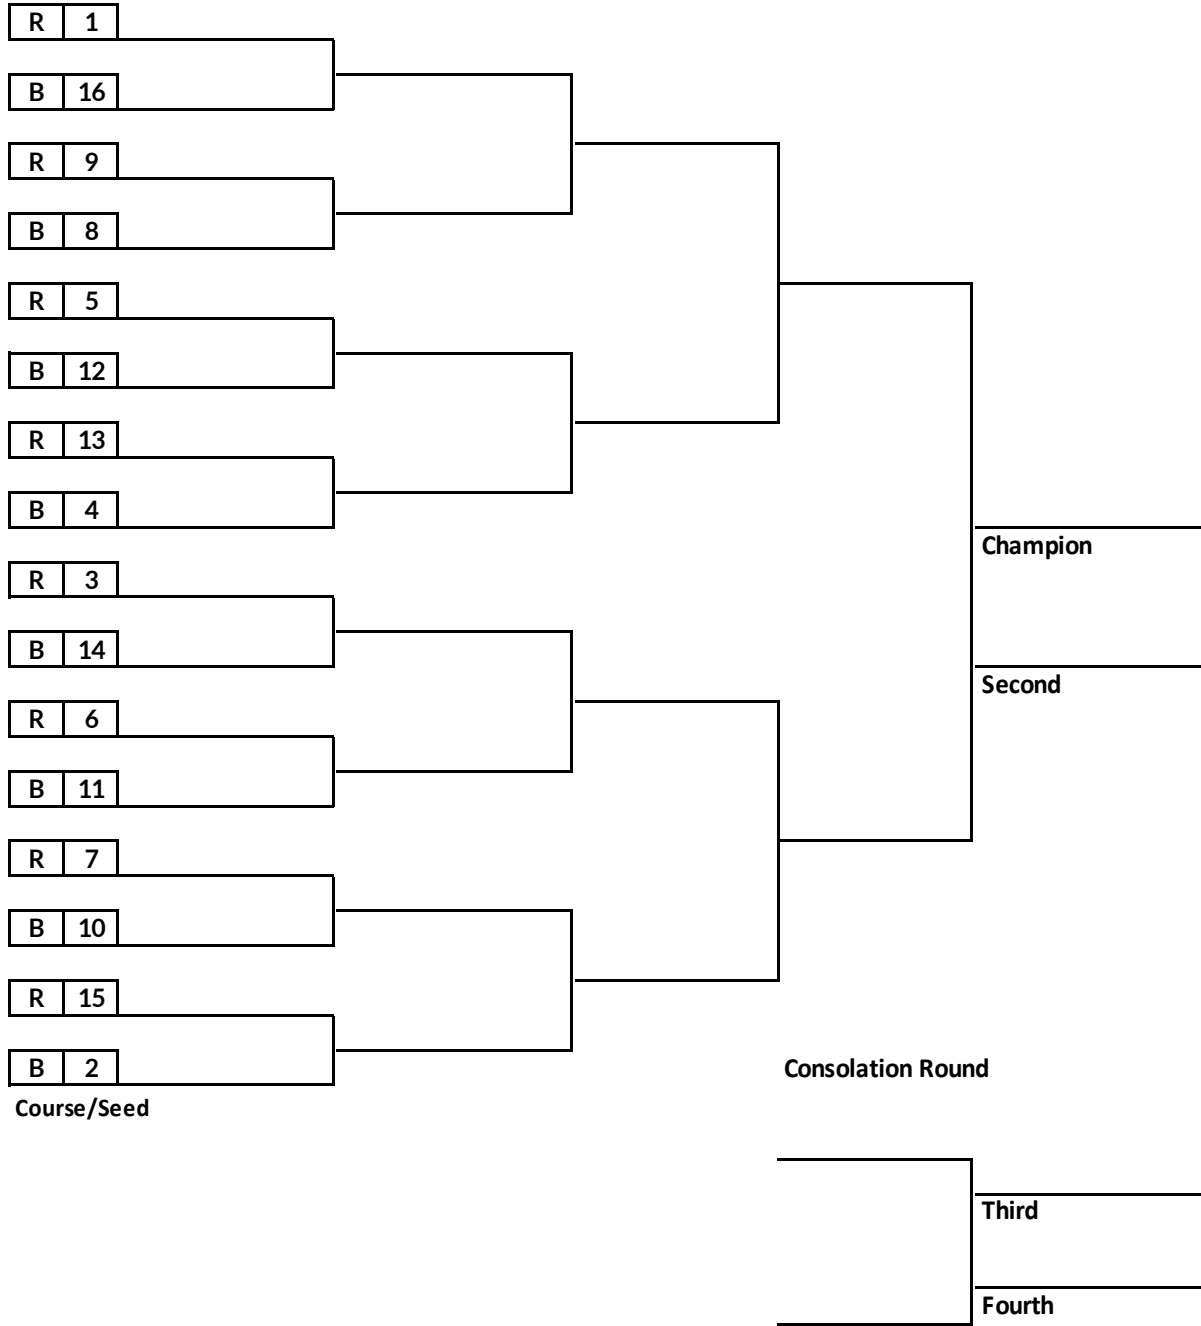 R 1
B 16
R 9
B 8
R 5
B 12
R 13
B 4
R 3
Champion
B 14
Second
R 6
B 11
R 7
B 10
R 15
B 2
Consolation Round
Course/Seed
Third
Fourth